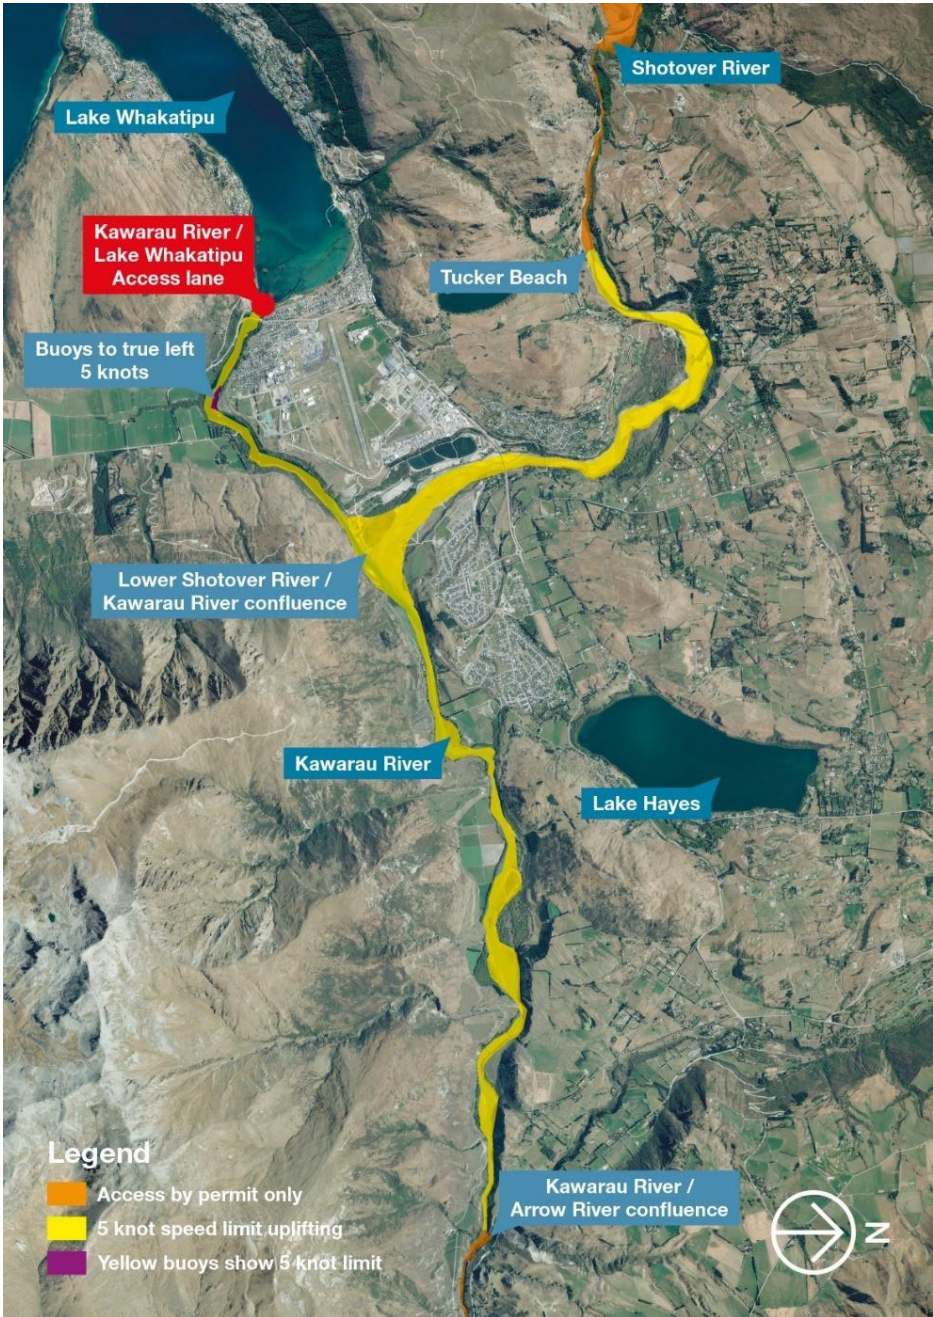 Shotover River
Lake Whakatipu
Kawarau River /
Lake Whakatipu
Access lane
Tucker Beach
Buoys to true left
5 knots
Lower Shotover River /
Kawarau River confluence
Kawarau River
Lake Hayes
Legend
Access by permit only
5 knot speed limit uplifting
Yellow buoys show 5 knot limit
Kawarau River /
Arrow River confluence
N